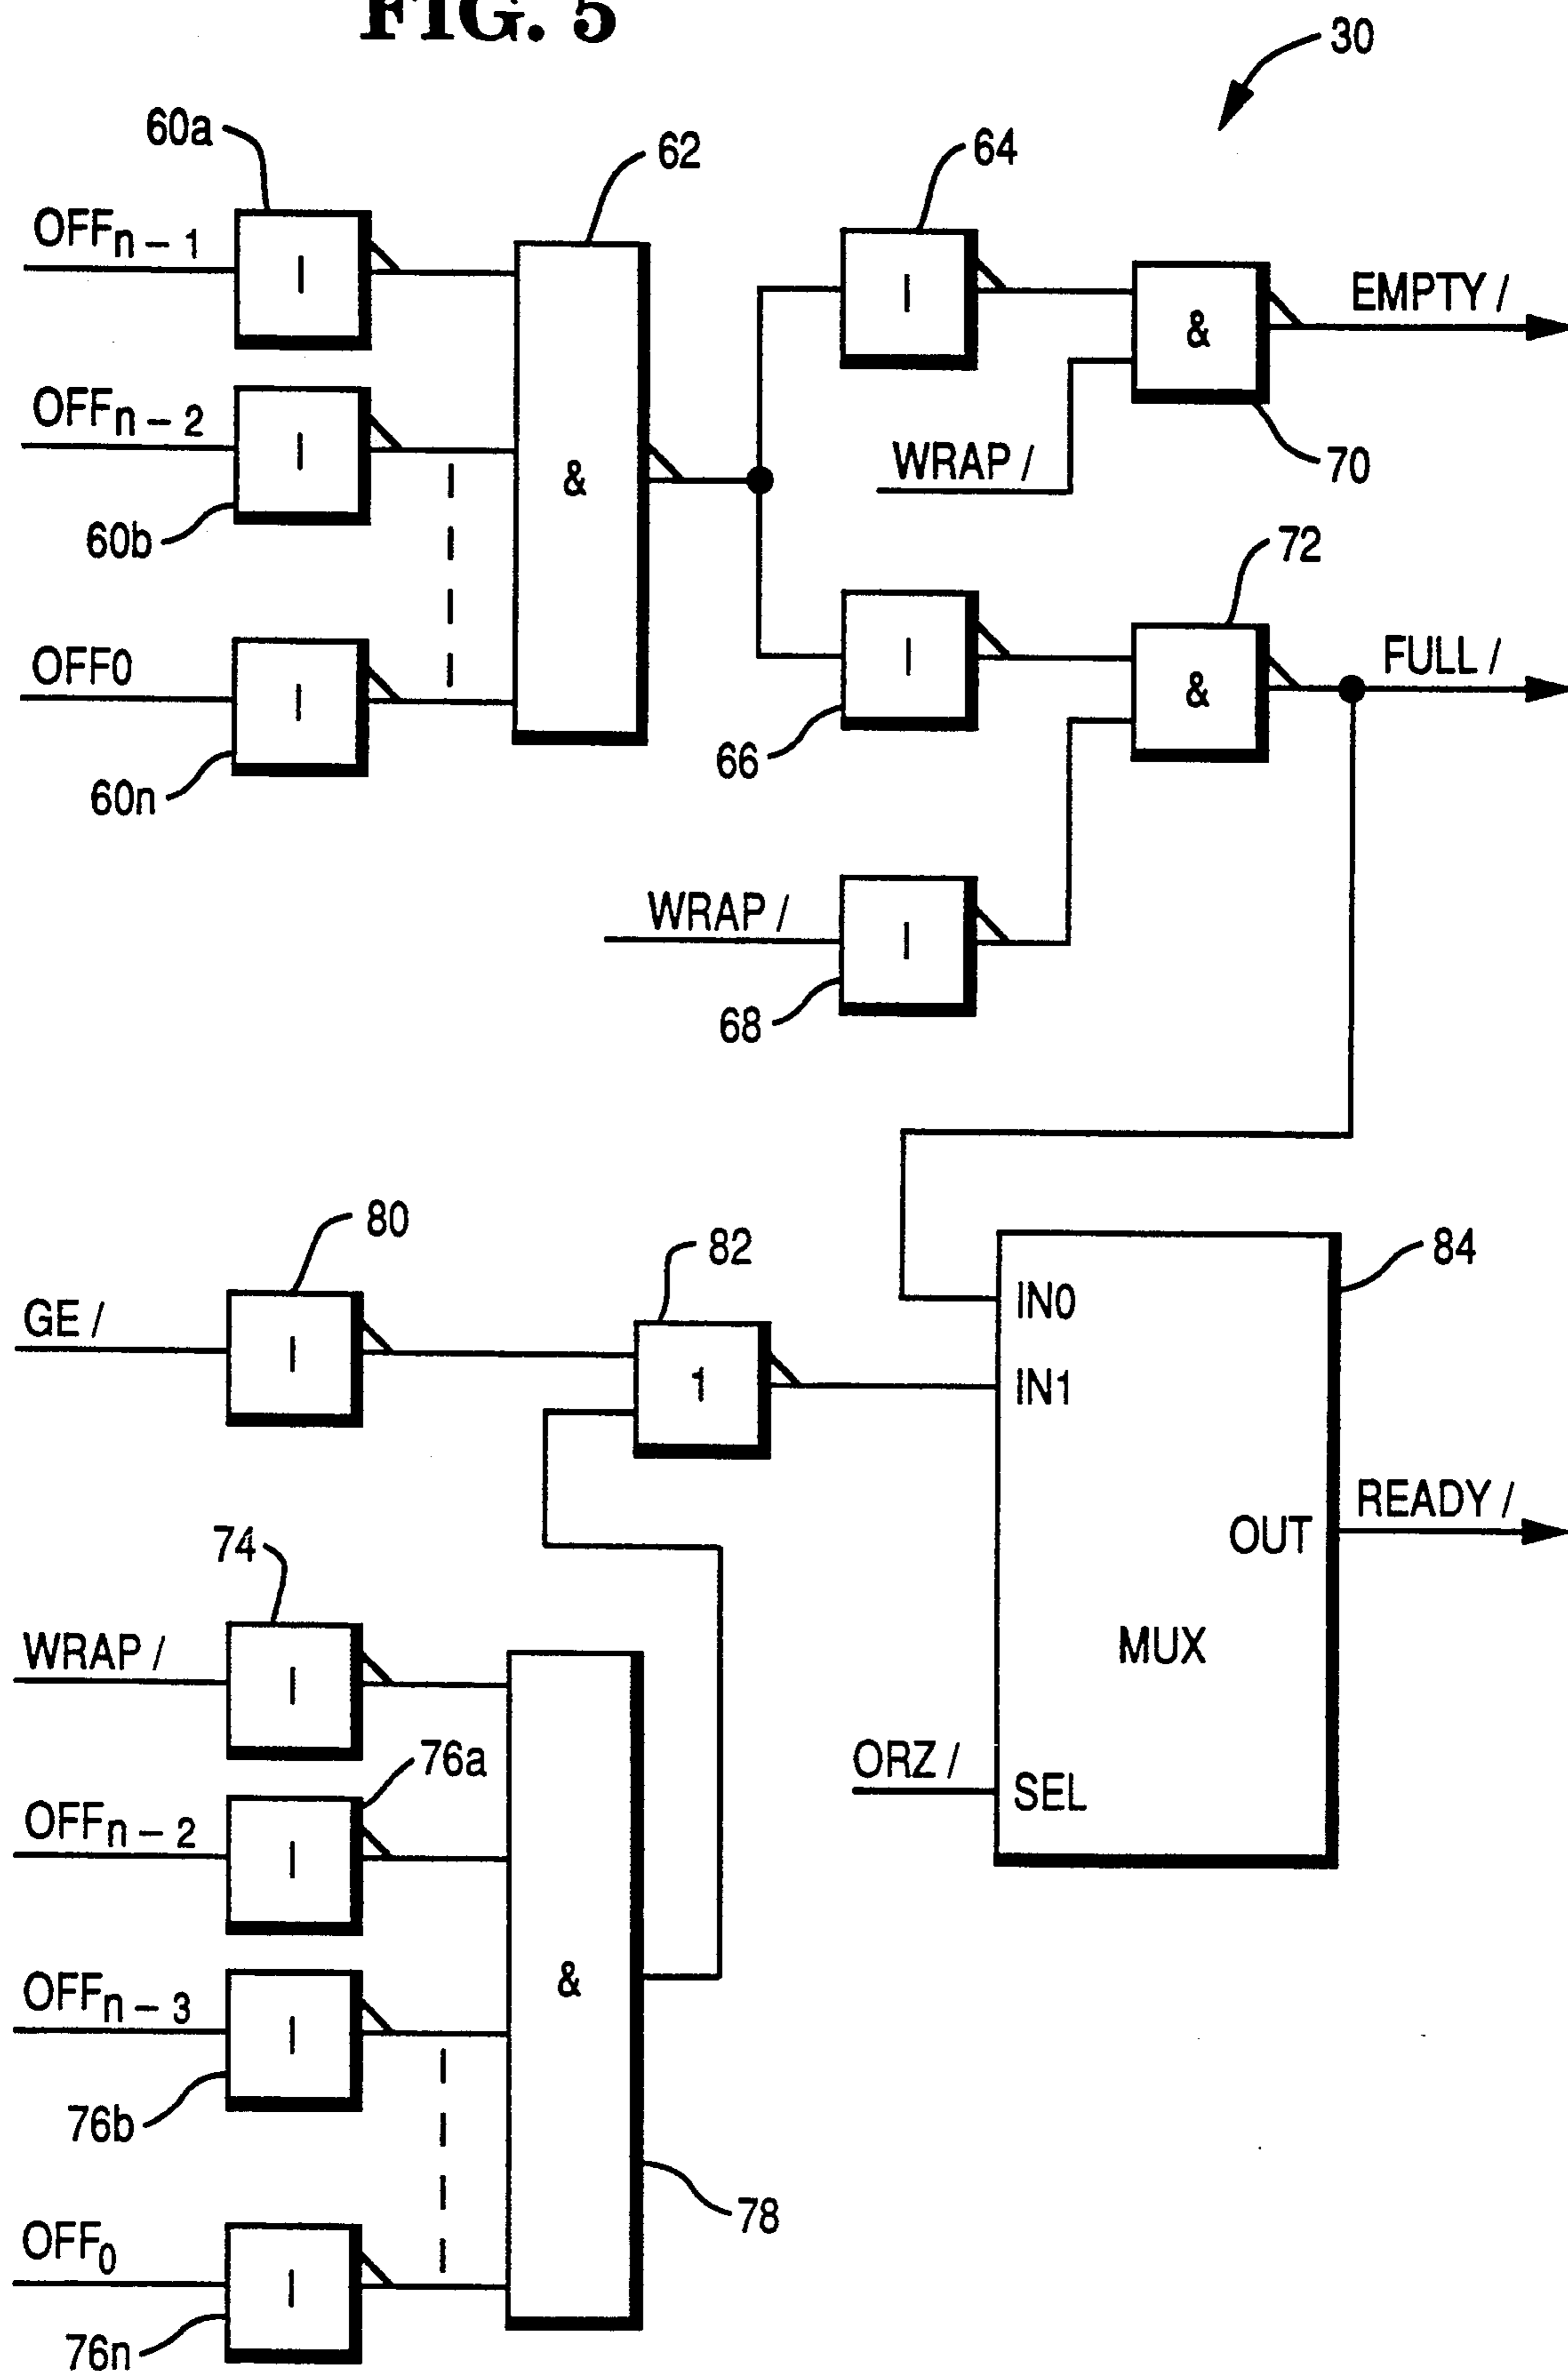 FIG. 5
30
60a
62
64
OFFn – 1
I
I
&
EMPTY /
OFFn – 2
I
&
WRAP /
70
60b
72
OFF0
I
I
&
FULL /
66
60n
WRAP /
I
68
80
82
84
GE /
I
1
IN0
IN1
74
READY /
OUT
WRAP /
I
MUX
76a
ORZ /
SEL
OFFn – 2
I
&
OFFn – 3
I
76b
78
OFF0
I
76n